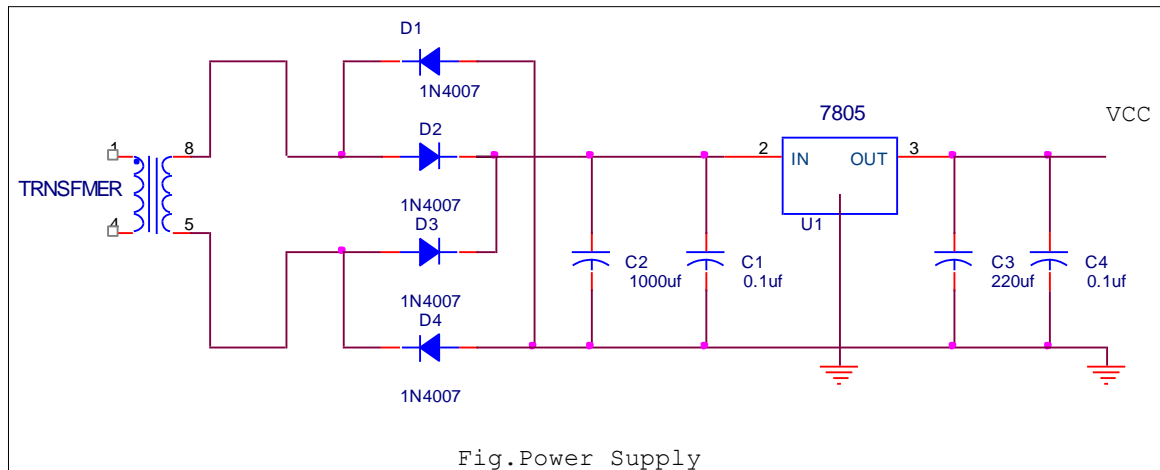 D1
1N4007
D2
1N4007
D3
1N4007
D4
1N4007
1
8
TRNSFMER
4
5
7805
VCC
2
IN
OUT
3
U1
C2
1000uf
C1
0.1uf
C3
220uf
C4
0.1uf
Fig.Power Supply